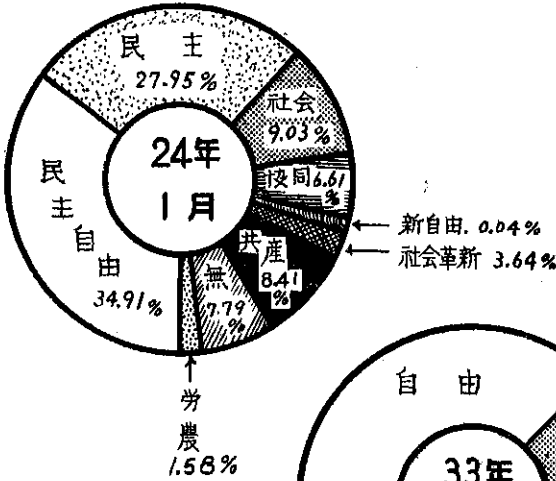 民主
27.95%
社会
9.03%
24年
1月
協同6.61
%
新自由. 0.04%
社会革新 3.64%
民主自由
34.91%
共産
8.41
%
無
7.79
%
労農
1.58%
自由
33年